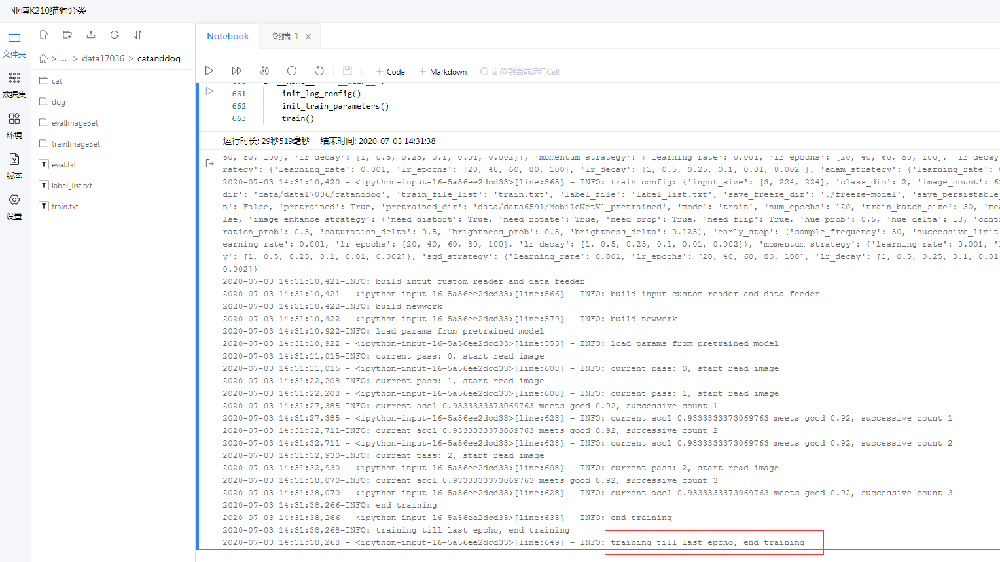 亚博K210猫狗分类
文件夹
数据集
环境
版本
设置
> ... > data17036 > catanddog
cat
dog
evalImageSet
trainImageSet
T eval.txt
T label_list.txt
T train.txt
Notebook
终端-1 ×
+ Code
+ Markdown
定位到当前运行Cell
661 init_log_config()
662 init_train_parameters()
663 train()
运行时长: 29秒519毫秒 结束时间: 2020-07-03 14:31:38
60, 80, 100], 'lr_decay': [1, 0.5, 0.25, 0.1, 0.01, 0.002]}, 'momentum_strategy': {'learning_rate': 0.001, 'lr_epochs': [20, 40, 60, 80, 100], 'lr_decay
rategy': {'learning_rate': 0.001, 'lr_epochs': [20, 40, 60, 80, 100], 'lr_decay': [1, 0.5, 0.25, 0.1, 0.01, 0.002]}, 'adam_strategy': {'learning_rate': 0
2020-07-03 14:31:10,420 - <ipython-input-16-5a56ee2dcd33>[line:565] - INFO: train config: {'input_size': [3, 224, 224], 'class_dim': 2, 'image_count': 62
dir': 'data/data17036/catanddog', 'train_file_list': 'train.txt', 'label_file': 'label_list.txt', 'save_freeze_dir': './freeze-model', 'save_persistable_
n': False, 'pretrained': True, 'pretrained_dir': 'data/data6591/MobileNetV1_pretrained', 'mode': 'train', 'num_epochs': 120, 'train_batch_size': 30, 'mea
lse, 'image_enhance_strategy': {'need_distort': True, 'need_rotate': True, 'need_crop': True, 'need_flip': True, 'hue_prob': 0.5, 'hue_delta': 18, 'cont
ration_prob': 0.5, 'saturation_delta': 0.5, 'brightness_prob': 0.5, 'brightness_delta': 0.125}, 'early_stop': {'sample_frequency': 50, 'successive_limit
earning_rate': 0.001, 'lr_epochs': [20, 40, 60, 80, 100], 'lr_decay': [1, 0.5, 0.25, 0.1, 0.01, 0.002]}, 'momentum_strategy': {'learning_rate': 0.001, 'l
y': [1, 0.5, 0.25, 0.1, 0.01, 0.002]}, 'sgd_strategy': {'learning_rate': 0.001, 'lr_epochs': [20, 40, 60, 80, 100], 'lr_decay': [1, 0.5, 0.25, 0.1, 0.01
0.002]}}
2020-07-03 14:31:10,421-INFO: build input custom reader and data feeder
2020-07-03 14:31:10,421 - <ipython-input-16-5a56ee2dcd33>[line:566] - INFO: build input custom reader and data feeder
2020-07-03 14:31:10,422-INFO: build newwork
2020-07-03 14:31:10,422 - <ipython-input-16-5a56ee2dcd33>[line:579] - INFO: build newwork
2020-07-03 14:31:10,922-INFO: load params from pretrained model
2020-07-03 14:31:10,922 - <ipython-input-16-5a56ee2dcd33>[line:553] - INFO: load params from pretrained model
2020-07-03 14:31:11,015-INFO: current pass: 0, start read image
2020-07-03 14:31:11,015 - <ipython-input-16-5a56ee2dcd33>[line:608] - INFO: current pass: 0, start read image
2020-07-03 14:31:22,208-INFO: current pass: 1, start read image
2020-07-03 14:31:22,208 - <ipython-input-16-5a56ee2dcd33>[line:608] - INFO: current pass: 1, start read image
2020-07-03 14:31:27,385-INFO: current acc1 0.9333333373069763 meets good 0.92, successive count 1
2020-07-03 14:31:27,385 - <ipython-input-16-5a56ee2dcd33>[line:628] - INFO: current acc1 0.9333333373069763 meets good 0.92, successive count 1
2020-07-03 14:31:32,711-INFO: current acc1 0.9333333373069763 meets good 0.92, successive count 2
2020-07-03 14:31:32,711 - <ipython-input-16-5a56ee2dcd33>[line:628] - INFO: current acc1 0.9333333373069763 meets good 0.92, successive count 2
2020-07-03 14:31:32,930-INFO: current pass: 2, start read image
2020-07-03 14:31:32,930 - <ipython-input-16-5a56ee2dcd33>[line:608] - INFO: current pass: 2, start read image
2020-07-03 14:31:38,070-INFO: current acc1 0.9333333373069763 meets good 0.92, successive count 3
2020-07-03 14:31:38,070 - <ipython-input-16-5a56ee2dcd33>[line:628] - INFO: current acc1 0.9333333373069763 meets good 0.92, successive count 3
2020-07-03 14:31:38,266-INFO: end training
2020-07-03 14:31:38,266 - <ipython-input-16-5a56ee2dcd33>[line:635] - INFO: end training
2020-07-03 14:31:38,268-INFO: training till last epcho, end training
2020-07-03 14:31:38,268 - <ipython-input-16-5a56ee2dcd33>[line:649] - INFO: training till last epcho, end training